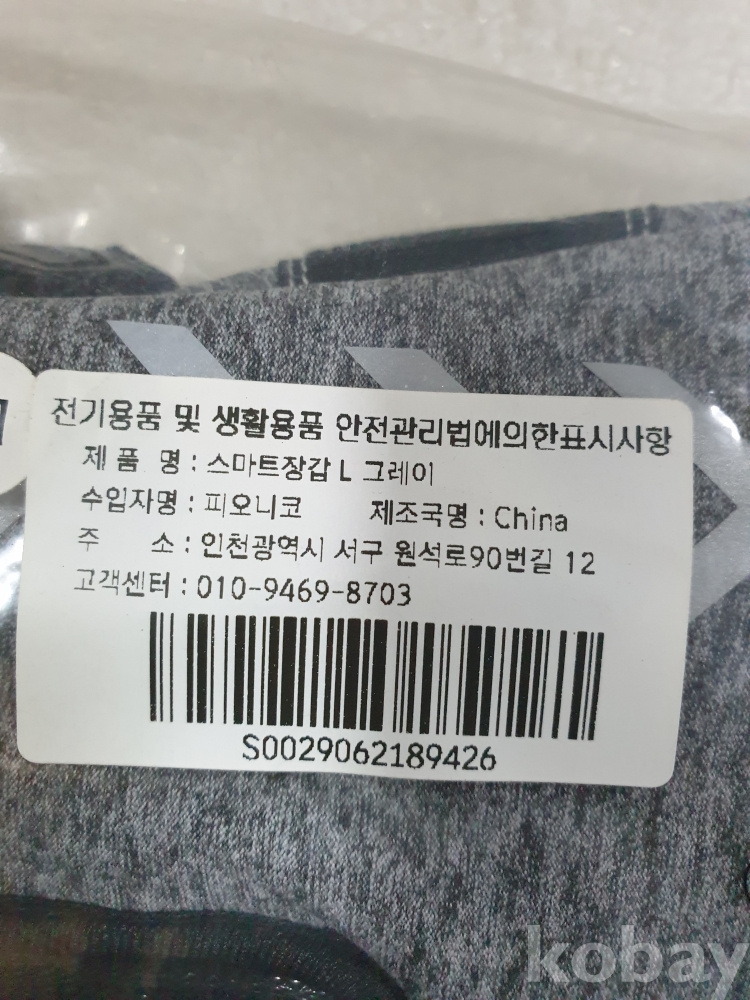 전기용품 및 생활용품 안전관리법에의한표시사항
제 품 명 : 스마트장갑 L 그레이
수입자명 : 피오니코 제조국명 : China
주 소 : 인천광역시 서구 원석로90번길 12
고객센터 : 010-9469-8703
S0029062189426
kobay